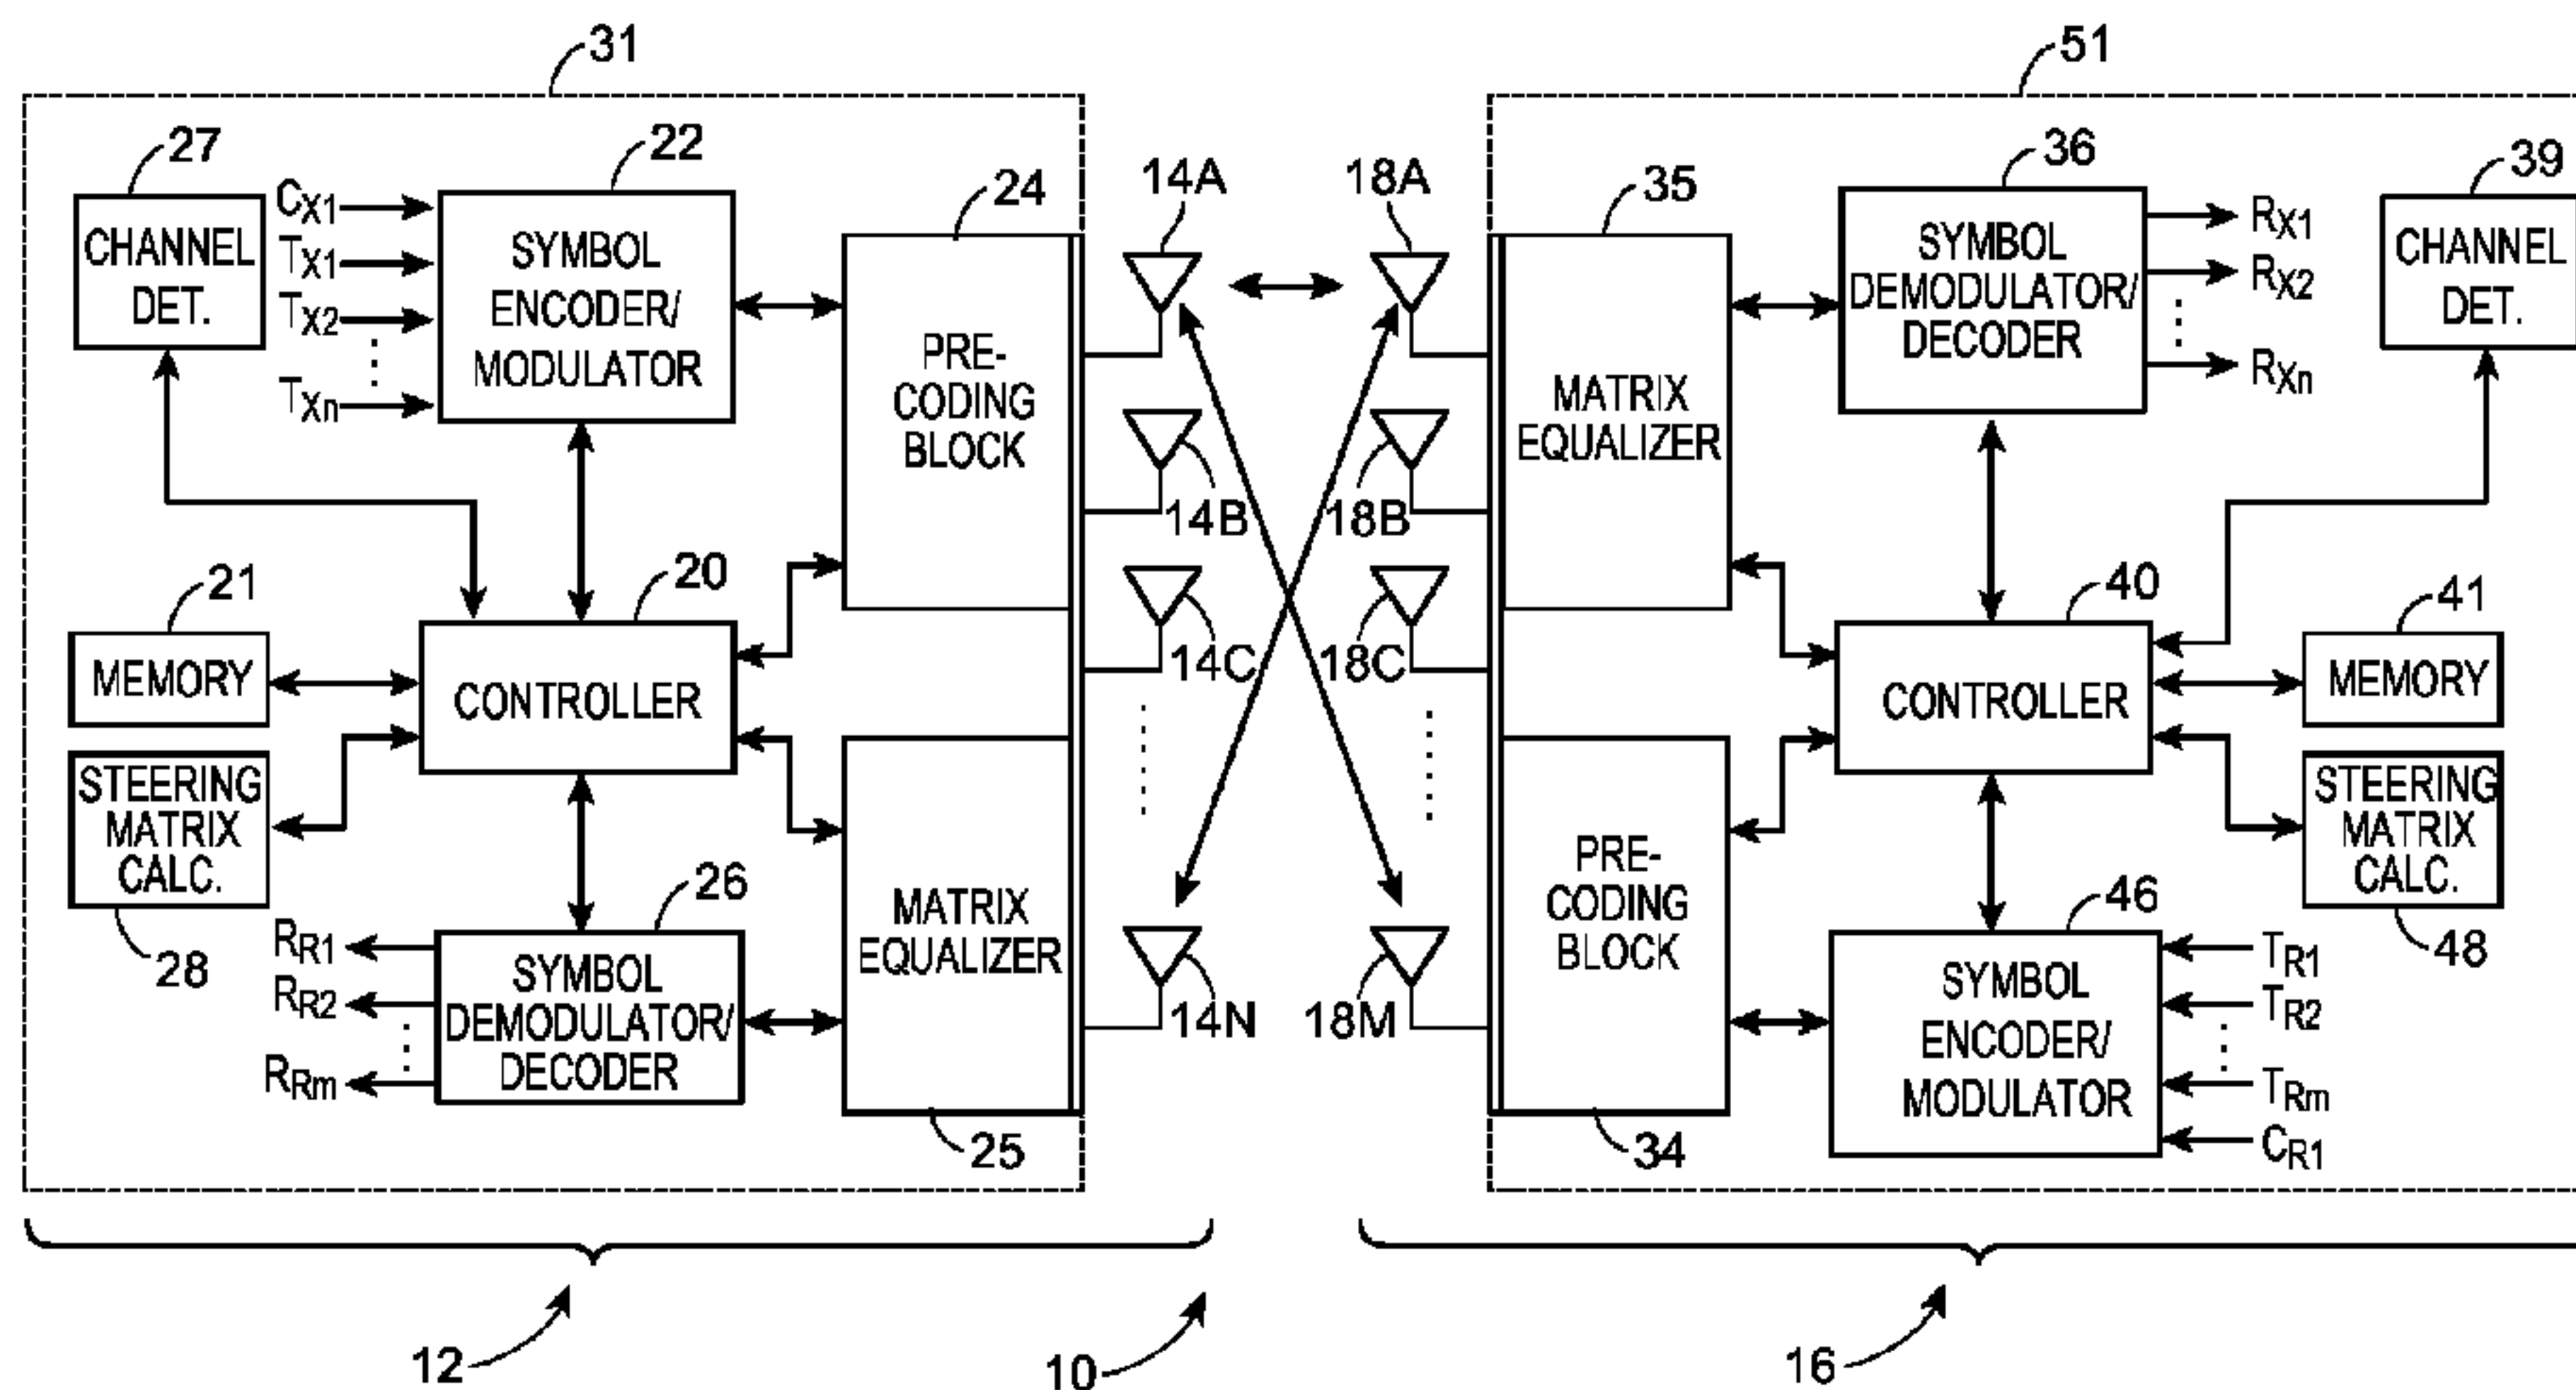 31
51
27
22
24
14A
18A
35
36
39
CHANNEL
DET.
CX1
TX1
TX2
TXn
SYMBOL
ENCODER/
MODULATOR
PRE-
CODING
BLOCK
14B
18B
14C
18C
14N
18M
MATRIX
EQUALIZER
SYMBOL
DEMODULATOR/
DECODER
RX1
RX2
RXn
CHANNEL
DET.
21
MEMORY
20
CONTROLLER
STEERING
MATRIX
CALC.
28
26
RR1
RR2
RRm
SYMBOL
DEMODULATOR/
DECODER
MATRIX
EQUALIZER
25
40
CONTROLLER
41
MEMORY
STEERING
MATRIX
CALC.
48
PRE-
CODING
BLOCK
34
46
SYMBOL
ENCODER/
MODULATOR
TR1
TR2
TRm
CR1
12
10
16